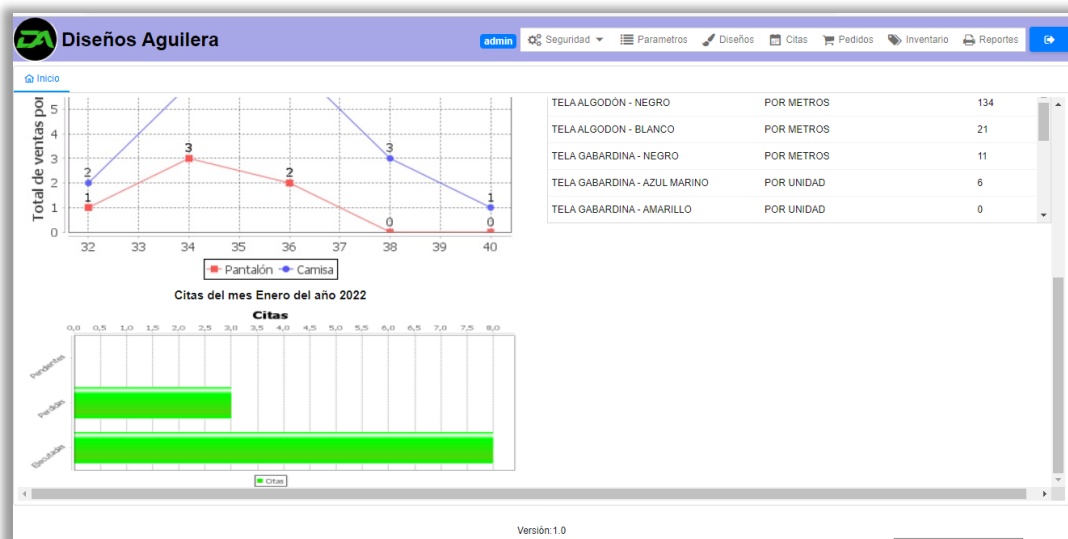 DA Diseños Aguilera
admin Seguridad Parametros Diseños Citas Pedidos Inventario Reportes
Inicio
Total de ventas por
5
4
3
2
1
0
2
1
3
2
3
0
1
0
32 33 34 35 36 37 38 39 40
Pantalón Camisa
TELA ALGODÓN - NEGRO POR METROS 134
TELA ALGODON - BLANCO POR METROS 21
TELA GABARDINA - NEGRO POR METROS 11
TELA GABARDINA - AZUL MARINO POR UNIDAD 6
TELA GABARDINA - AMARILLO POR UNIDAD 0
Citas del mes Enero del año 2022
Citas
0,0 0,5 1,0 1,5 2,0 2,5 3,0 3,5 4,0 4,5 5,0 5,5 6,0 6,5 7,0 7,5 8,0
Pendientes
Perdidas
Ejecutadas
Citas
Versión:1.0